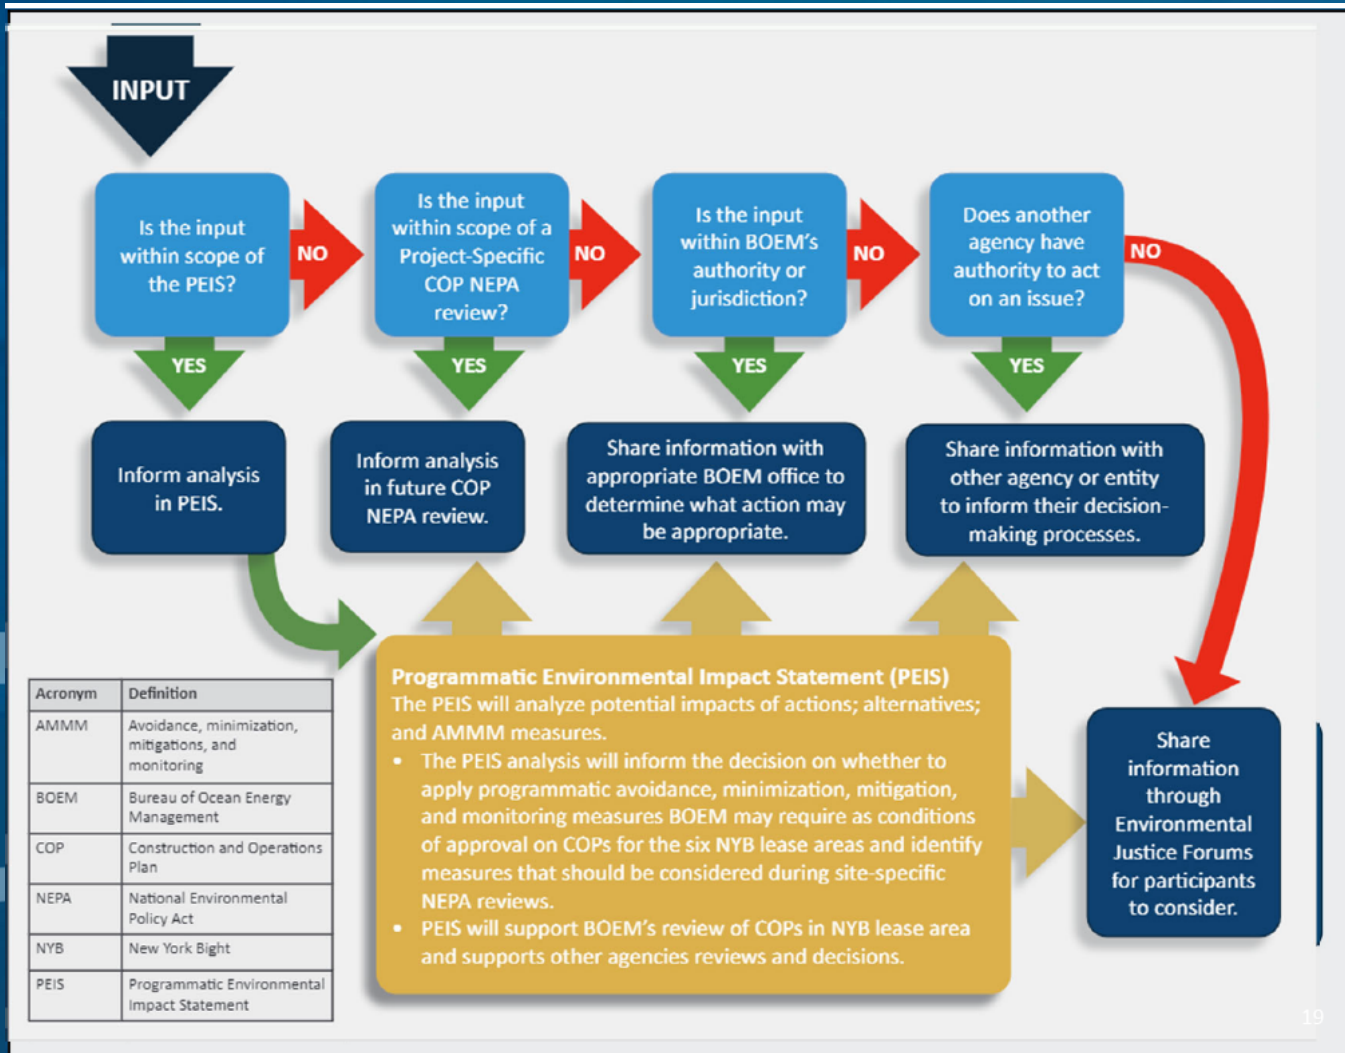 INPUT
Is the input
within scope of
the PEIS?
NO
Is the input
within scope of a
Project-Specific
COP NEPA
review?
NO
Is the input
within BOEM's
authority or
jurisdiction?
NO
Does another
agency have
authority to act
on an issue?
NO
YES
YES
YES
YES
Inform analysis
in PEIS.
Inform analysis
in future COP
NEPA review.
Share information with
appropriate BOEM office to
determine what action may
be appropriate.
Share information with
other agency or entity
to inform their decision-
making processes.
Programmatic Environmental Impact Statement (PEIS)
The PEIS will analyze potential impacts of actions; alternatives;
and AMMM measures.
• The PEIS analysis will inform the decision on whether to
apply programmatic avoidance, minimization, mitigation,
and monitoring measures BOEM may require as conditions
of approval on COPs for the six NYB lease areas and identify
measures that should be considered during site-specific
NEPA reviews.
• PEIS will support BOEM's review of COPs in NYB lease area
and supports other agencies reviews and decisions.
Share
information
through
Environmental
Justice Forums
for participants
to consider.
Acronym Definition
AMMM Avoidance, minimization,
mitigations, and
monitoring
BOEM Bureau of Ocean Energy
Management
COP Construction and Operations
Plan
NEPA National Environmental
Policy Act
NYB New York Bight
PEIS Programmatic Environmental
Impact Statement
19